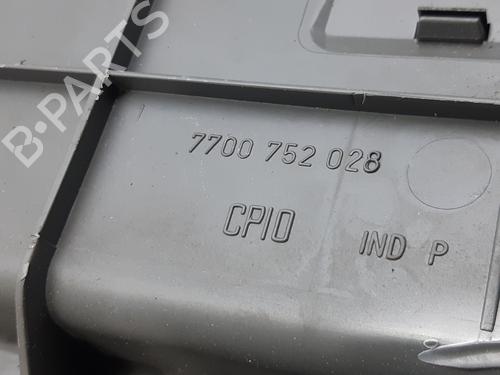 B-PARTS
7700 752 028
CPIO
IND P